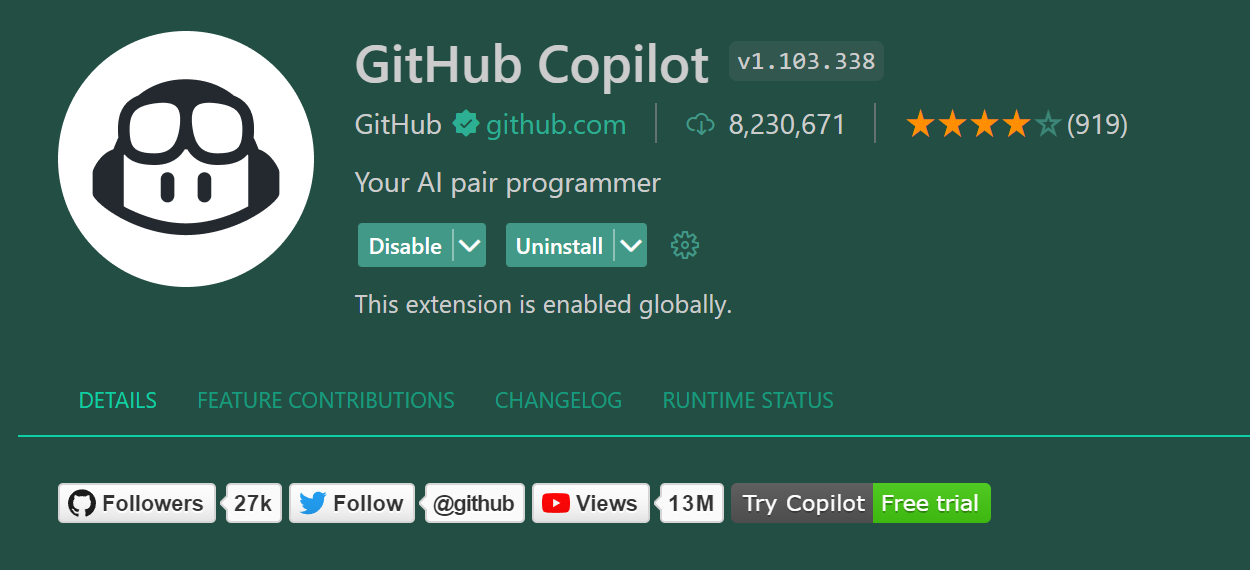 GitHub Copilot v1.103.338
GitHub github.com 8,230,671 (919)
Your AI pair programmer
Disable Uninstall
This extension is enabled globally.
DETAILS FEATURE CONTRIBUTIONS CHANGELOG RUNTIME STATUS
Followers 27k Follow @github Views 13M Try Copilot Free trial